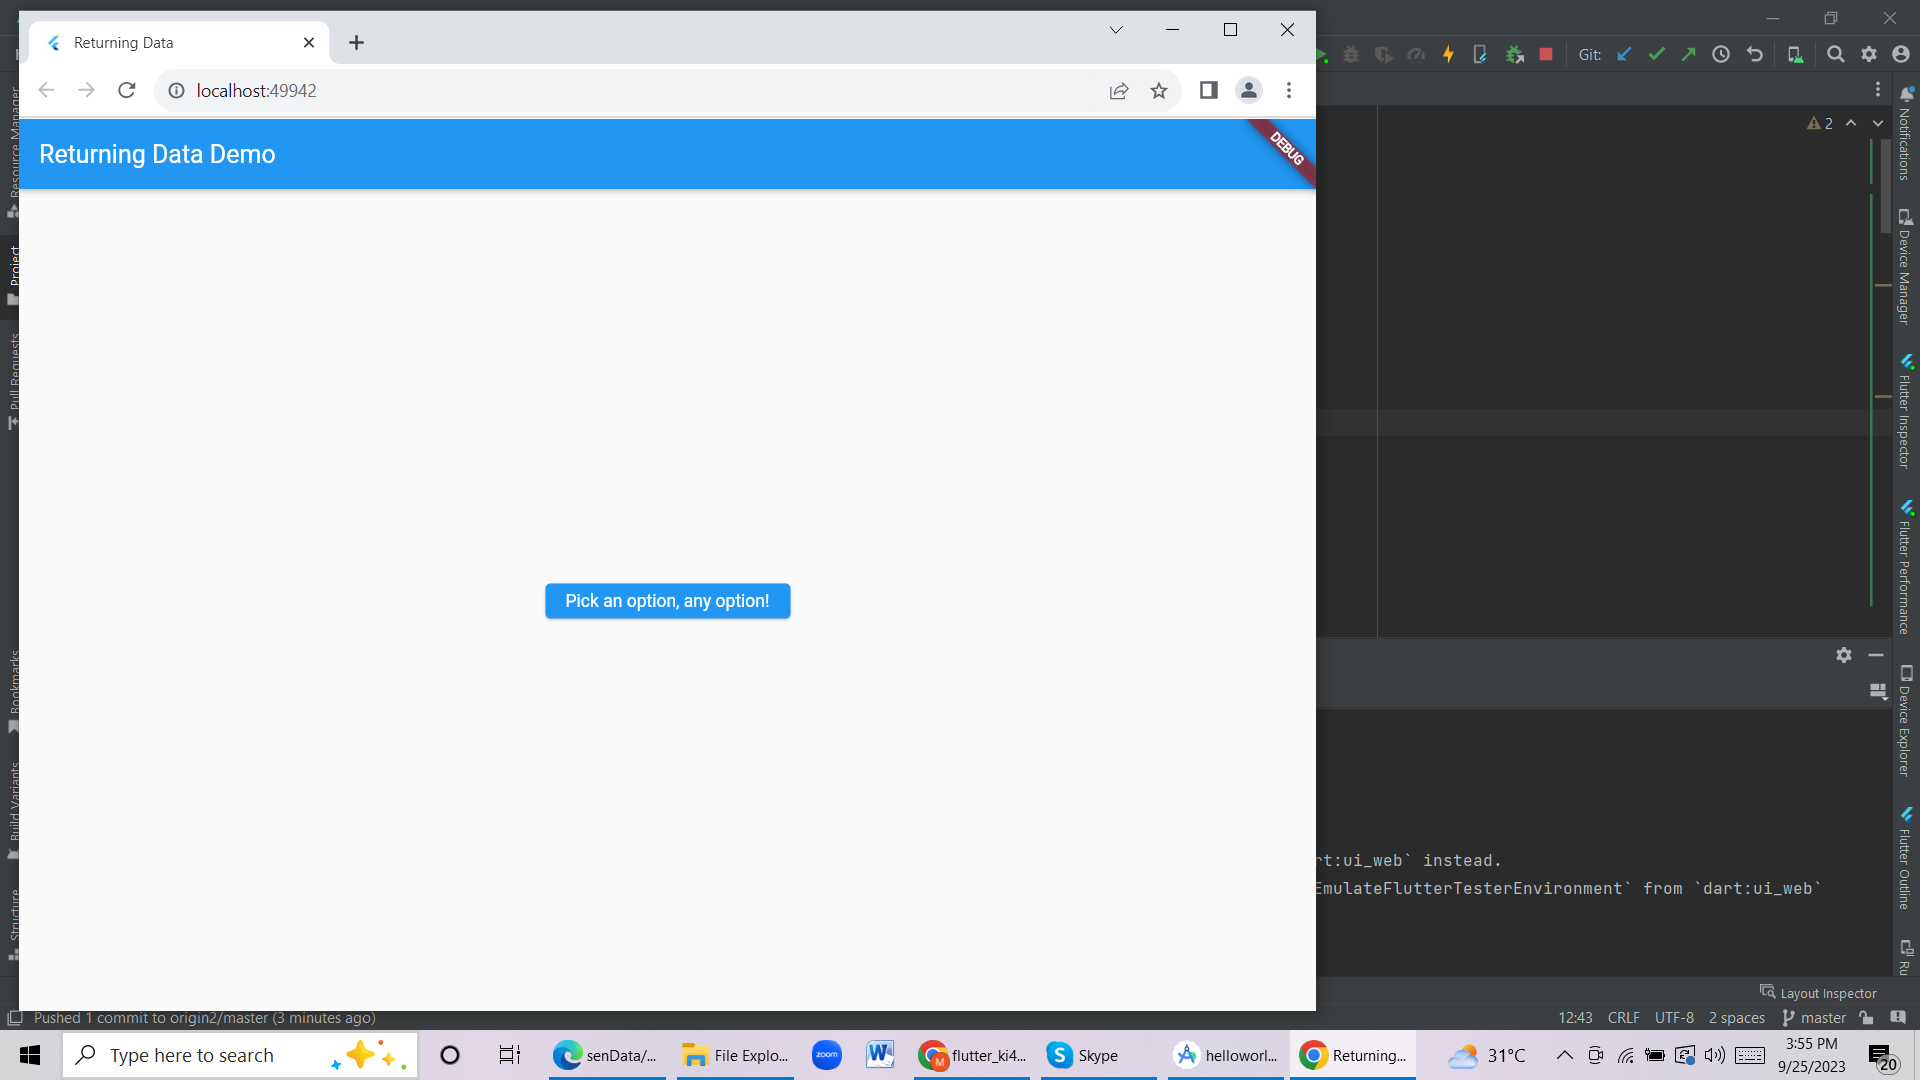 Returning Data
localhost:49942
Returning Data Demo
DEBUG
Pick an option, any option!
Git:
2
Resource Manager
Project
Pull Requests
Bookmarks
Build Variants
Structure
Notifications
Device Manager
Flutter Inspector
Flutter Performance
Device Explorer
Flutter Outline
Ru
rt:ui_web` instead.
EmulateFlutterTesterEnvironment` from `dart:ui_web`
Layout Inspector
Pushed 1 commit to origin2/master (3 minutes ago)
12:43 CRLF UTF-8 2 spaces master
Type here to search
senData/...
File Explo...
zoom
W
M
flutter_ki4...
S
Skype
helloworl...
Returning...
31°C
3:55 PM
9/25/2023
20